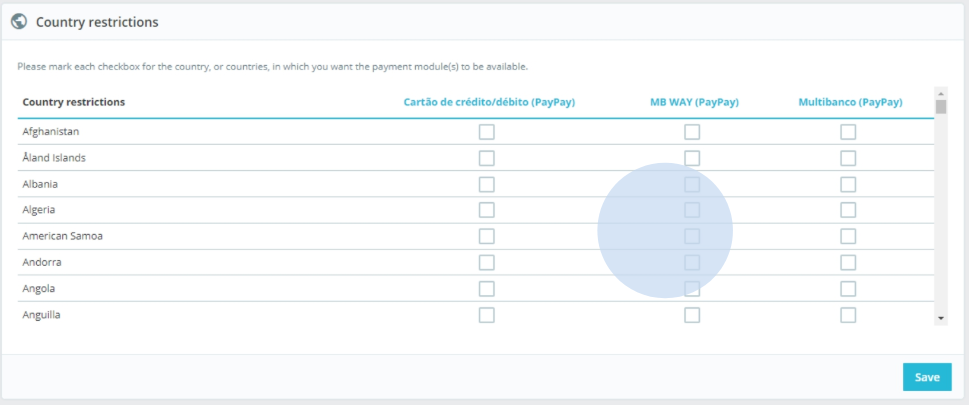 Country restrictions
Please mark each checkbox for the country, or countries, in which you want the payment module(s) to be available.
Country restrictions Cartão de crédito/débito (PayPay) MB WAY (PayPay) Multibanco (PayPay)
Afghanistan
Åland Islands
Albania
Algeria
American Samoa
Andorra
Angola
Anguilla
Save